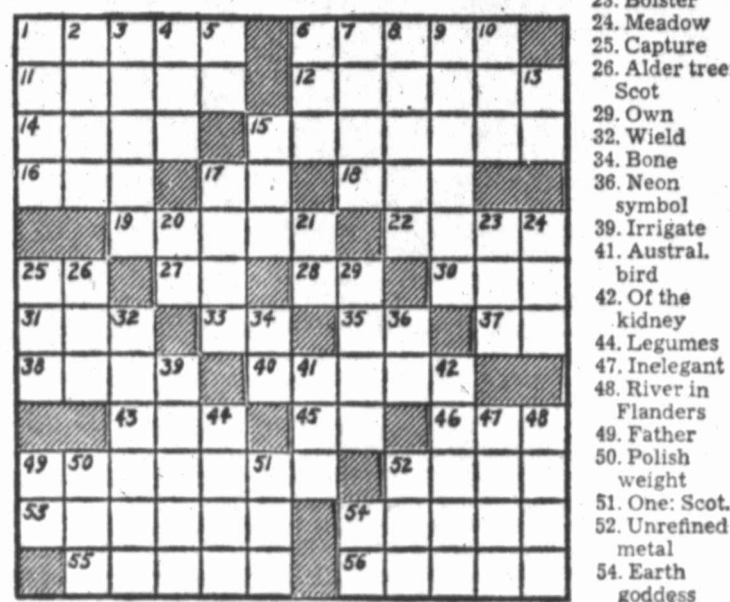 1 2 3 4 5 6 7 8 9 10
11 12 13
14 15
16 17 18
19 20 21 22 23 24
25 26 27 28 29 30
31 32 33 34 35 36 37
38 39 40 41 42
43 44 45 46 47 48
49 50 51 52
53 54
55 56
23. Bolster
24. Meadow
25. Capture
26. Alder tree:
Scot
29. Own
32. Wield
34. Bone
36. Neon
symbol
39. Irrigate
41. Austral.
bird
42. Of the
kidney
44. Legumes
47. Inelegant
48. River in
Flanders
49. Father
50. Polish
weight
51. One: Scot.
52. Unrefined
metal
54. Earth
goddess